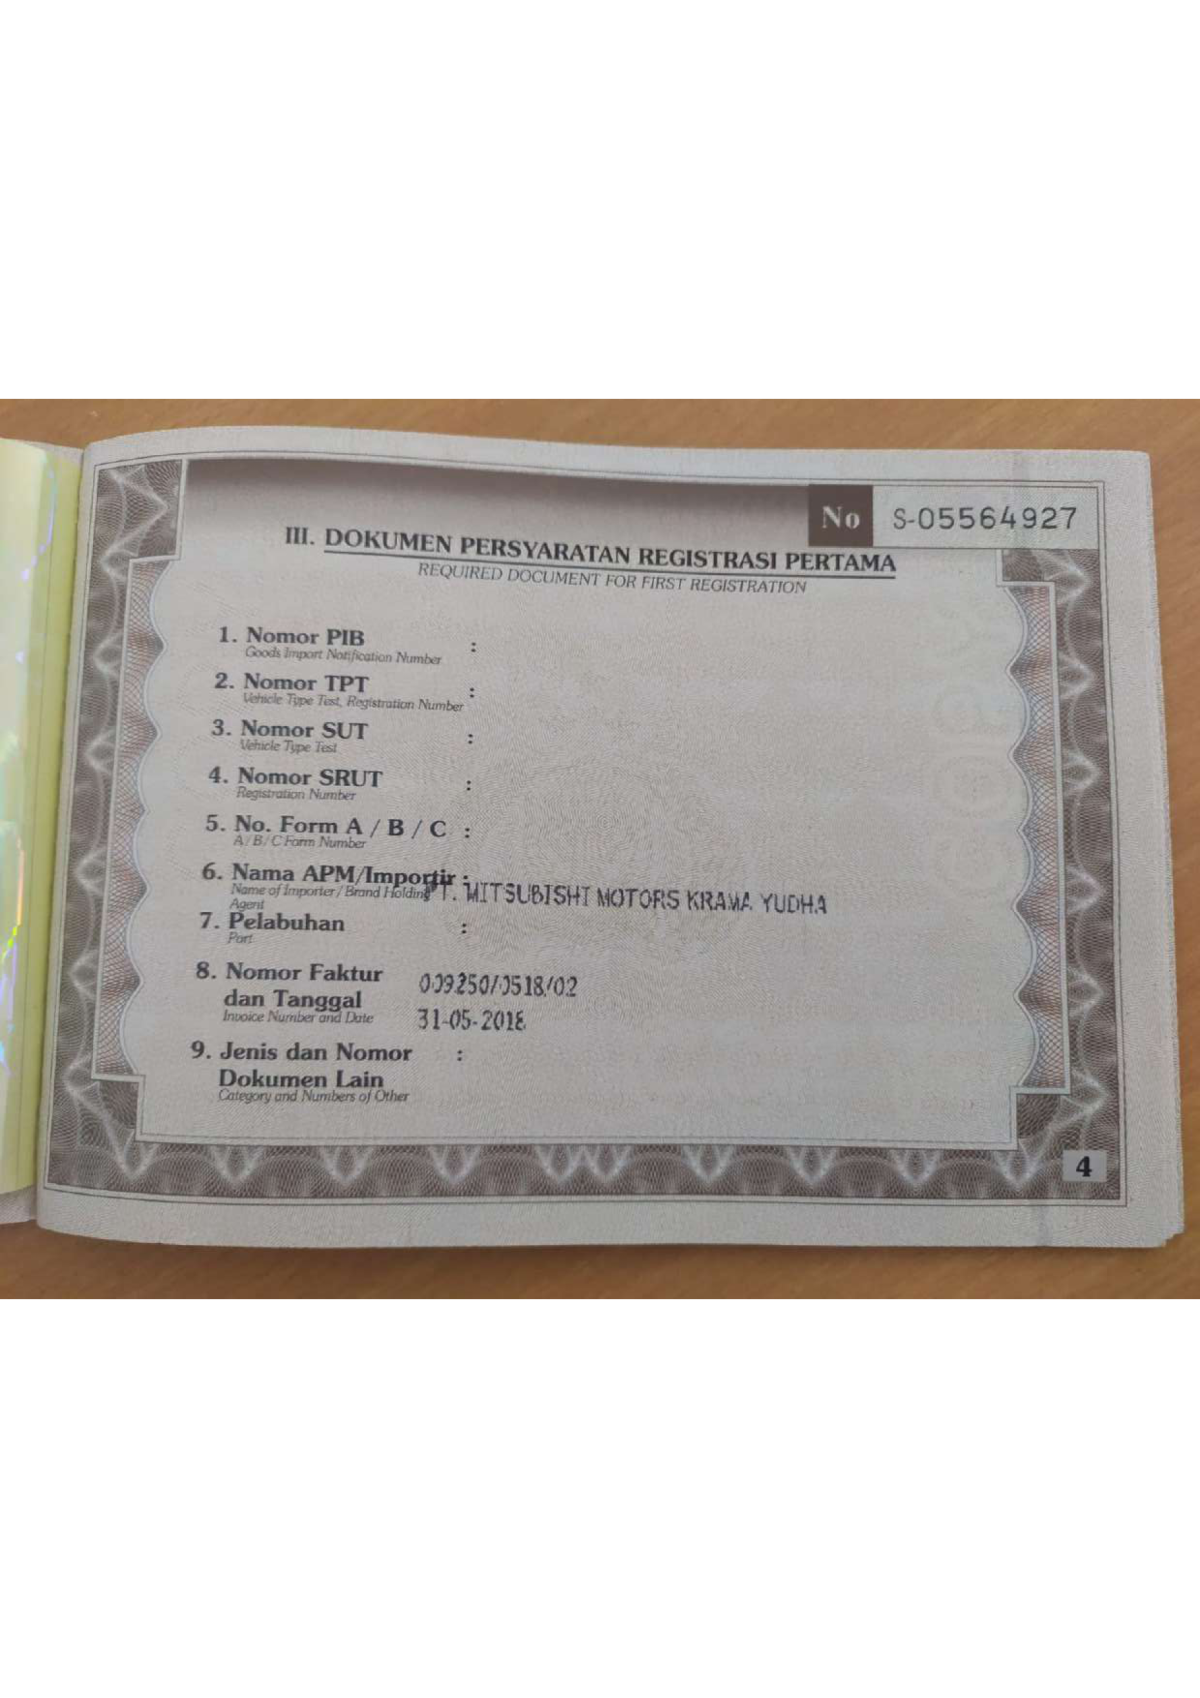 No S-05564927
III. DOKUMEN PERSYARATAN REGISTRASI PERTAMA
REQUIRED DOCUMENT FOR FIRST REGISTRATION
1. Nomor PIB :
Goods Import Notification Number
2. Nomor TPT :
Vehicle Type Test, Registration Number
3. Nomor SUT :
Vehicle Type Test
4. Nomor SRUT :
Registration Number
5. No. Form A / B / C :
A / B / C Form Number
6. Nama APM/Importir :
Name of Importer / Brand Holding PT. MITSUBISHI MOTORS KRAMA YUDHA
Agent
7. Pelabuhan :
Port
8. Nomor Faktur 009250/0518/02
dan Tanggal
Invoice Number and Date 31-05-2018
9. Jenis dan Nomor :
Dokumen Lain
Category and Numbers of Other
4